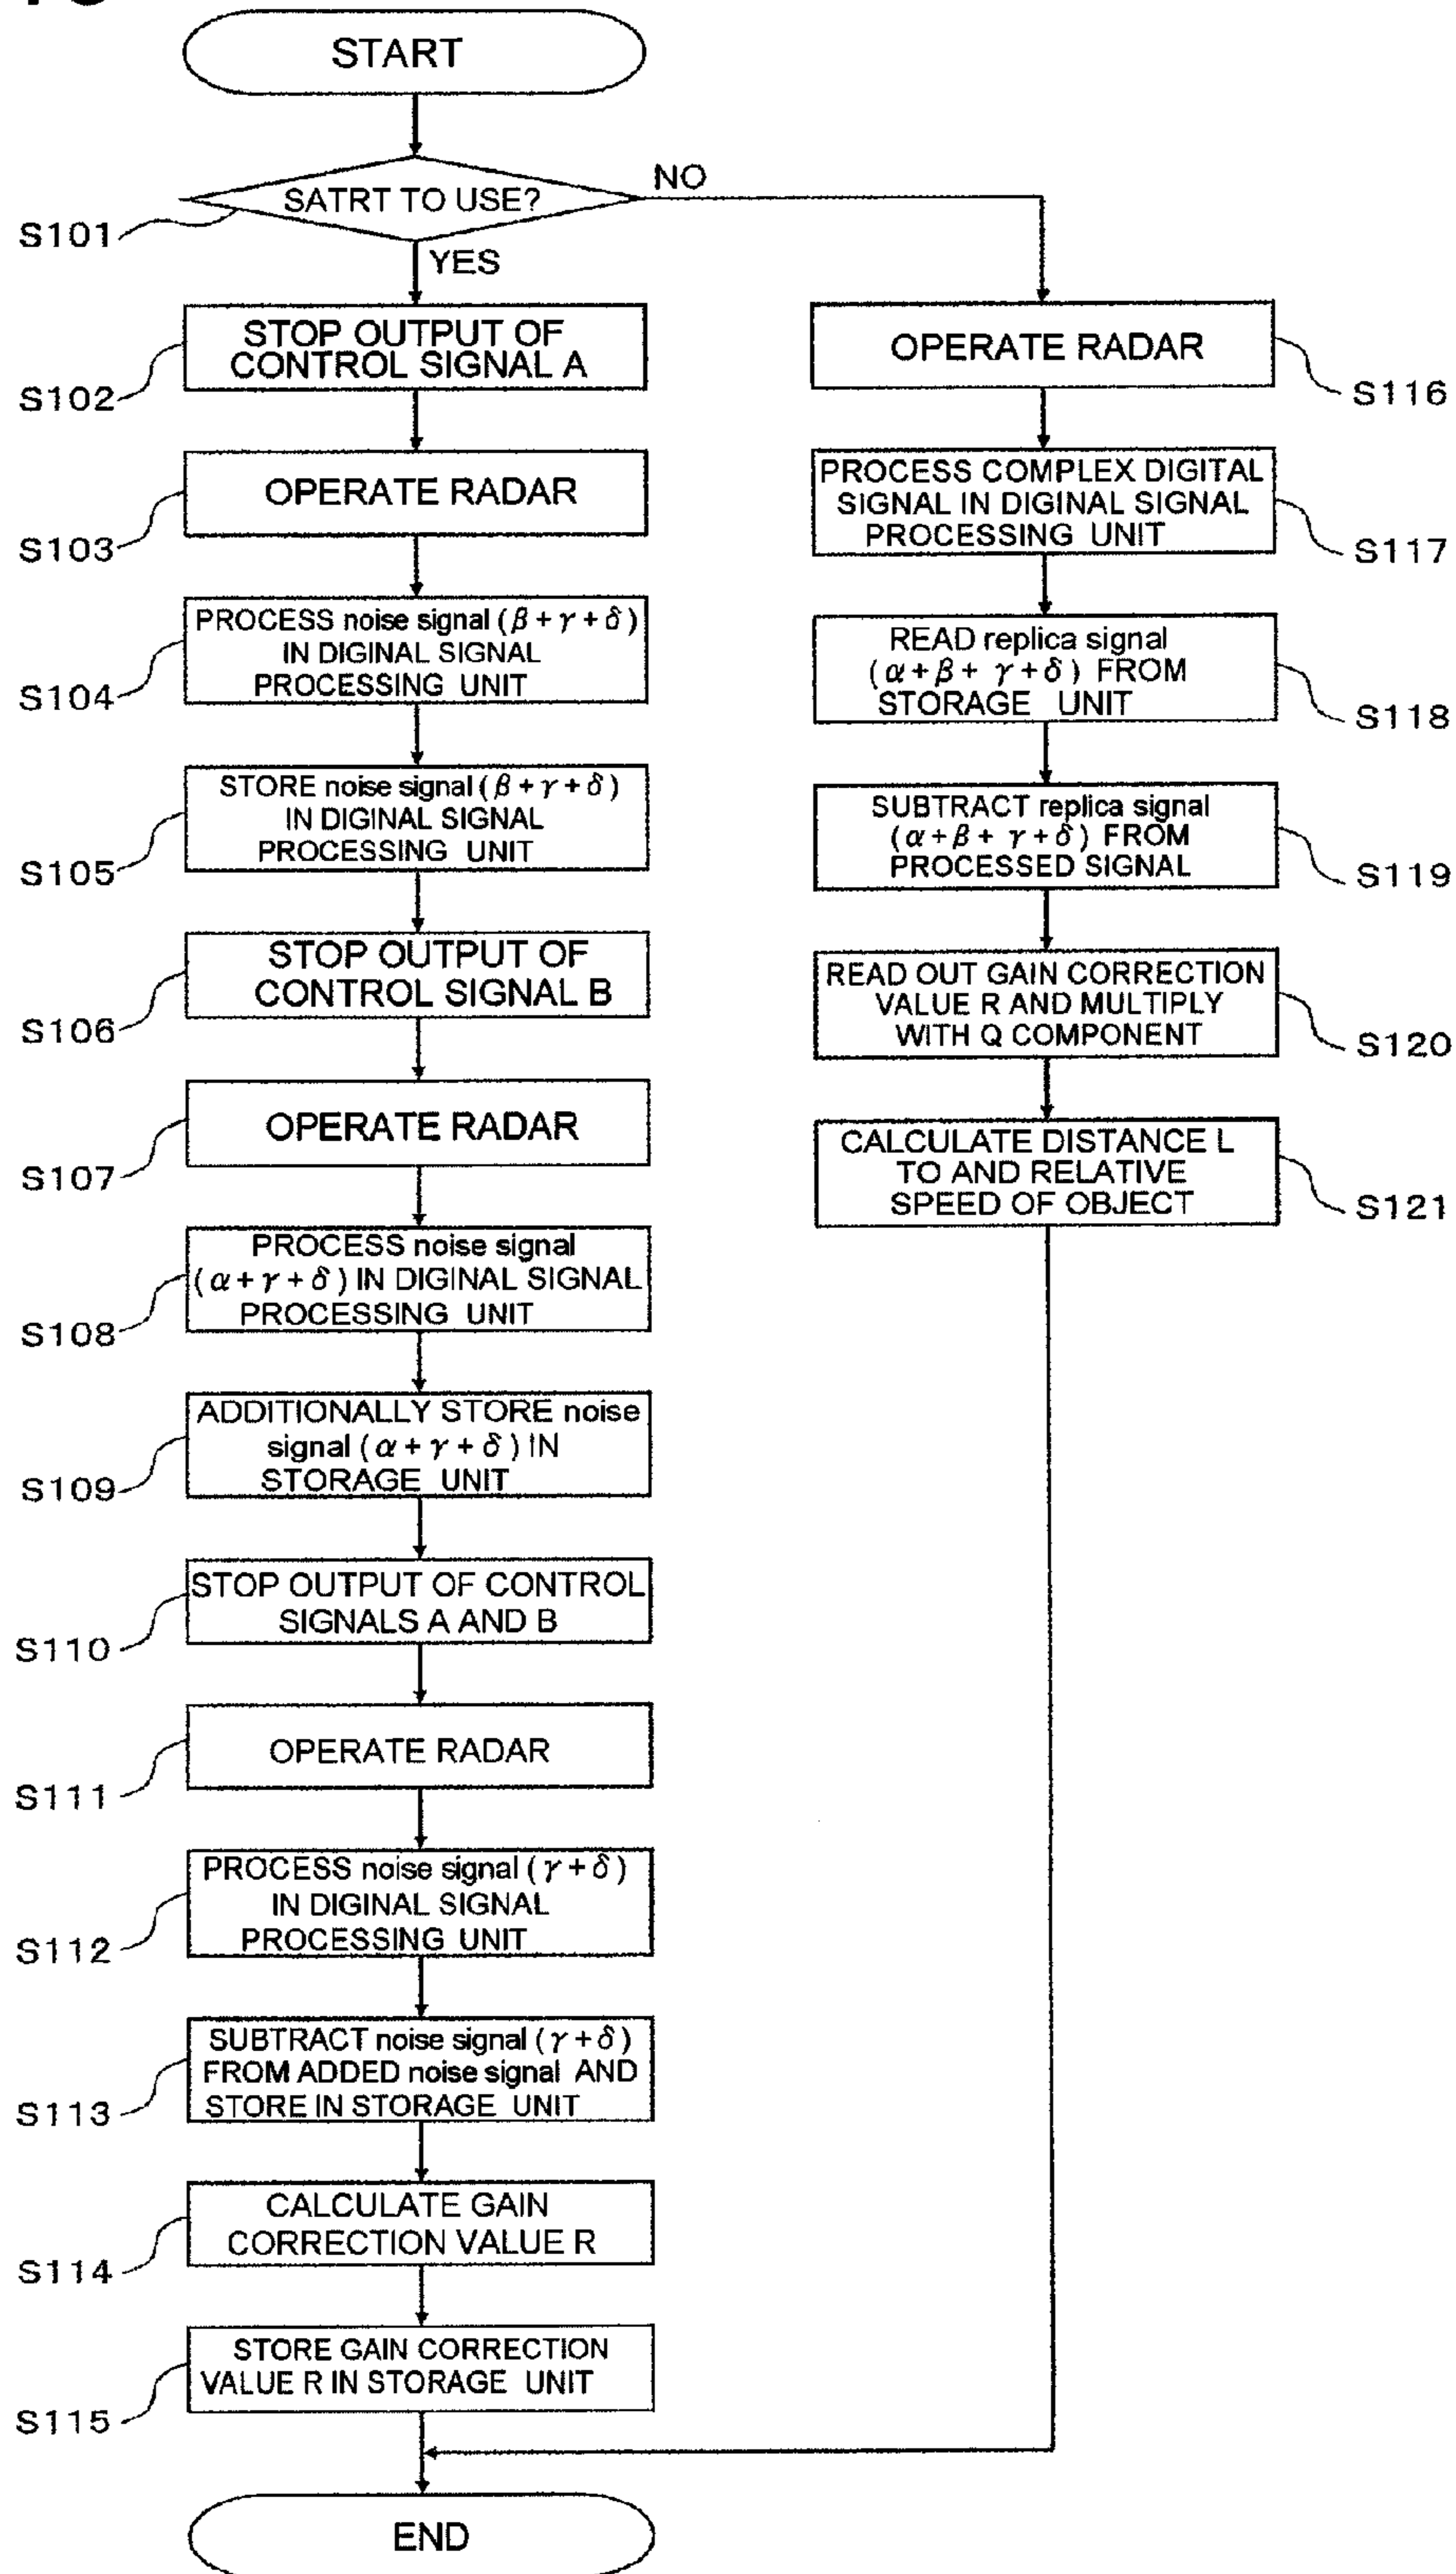 START
SATRT TO USE?
NO
S101
YES
STOP OUTPUT OF
CONTROL SIGNAL A
S102
OPERATE RADAR
S103
PROCESS noise signal (β + γ + δ)
IN DIGINAL SIGNAL
PROCESSING UNIT
S104
STORE noise signal (β + γ + δ)
IN DIGINAL SIGNAL
PROCESSING UNIT
S105
STOP OUTPUT OF
CONTROL SIGNAL B
S106
OPERATE RADAR
S107
PROCESS noise signal
(α + γ + δ) IN DIGINAL SIGNAL
PROCESSING UNIT
S108
ADDITIONALLY STORE noise
signal (α + γ + δ) IN
STORAGE UNIT
S109
STOP OUTPUT OF CONTROL
SIGNALS A AND B
S110
OPERATE RADAR
S111
PROCESS noise signal (γ + δ)
IN DIGINAL SIGNAL
PROCESSING UNIT
S112
SUBTRACT noise signal (γ + δ)
FROM ADDED noise signal AND
STORE IN STORAGE UNIT
S113
CALCULATE GAIN
CORRECTION VALUE R
S114
STORE GAIN CORRECTION
VALUE R IN STORAGE UNIT
S115
OPERATE RADAR
S116
PROCESS COMPLEX DIGITAL
SIGNAL IN DIGINAL SIGNAL
PROCESSING UNIT
S117
READ replica signal
(α + β + γ + δ) FROM
STORAGE UNIT
S118
SUBTRACT replica signal
(α + β + γ + δ) FROM
PROCESSED SIGNAL
S119
READ OUT GAIN CORRECTION
VALUE R AND MULTIPLY
WITH Q COMPONENT
S120
CALCULATE DISTANCE L
TO AND RELATIVE
SPEED OF OBJECT
S121
END